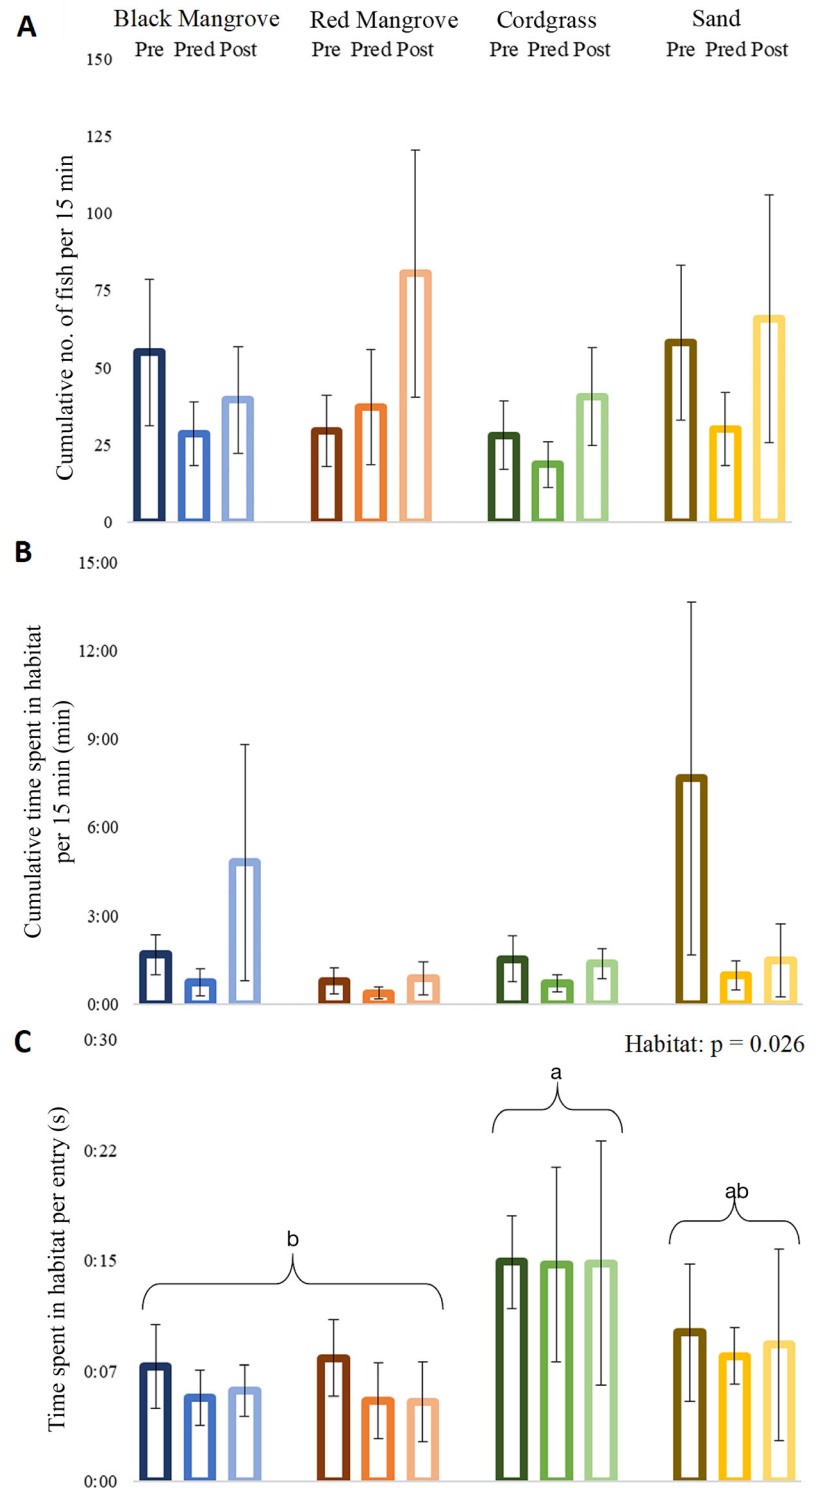 A
Black Mangrove Red Mangrove Cordgrass Sand
Pre Pred Post Pre Pred Post Pre Pred Post Pre Pred Post
150
125
100
75
50
25
0
Cumulative no. of fish per 15 min
B
15:00
12:00
9:00
6:00
3:00
0:00
Cumulative time spent in habitat
per 15 min (min)
C
Habitat: p = 0.026
0:30
0:22
0:15
0:07
0:00
Time spent in habitat per entry (s)
a
ab
b